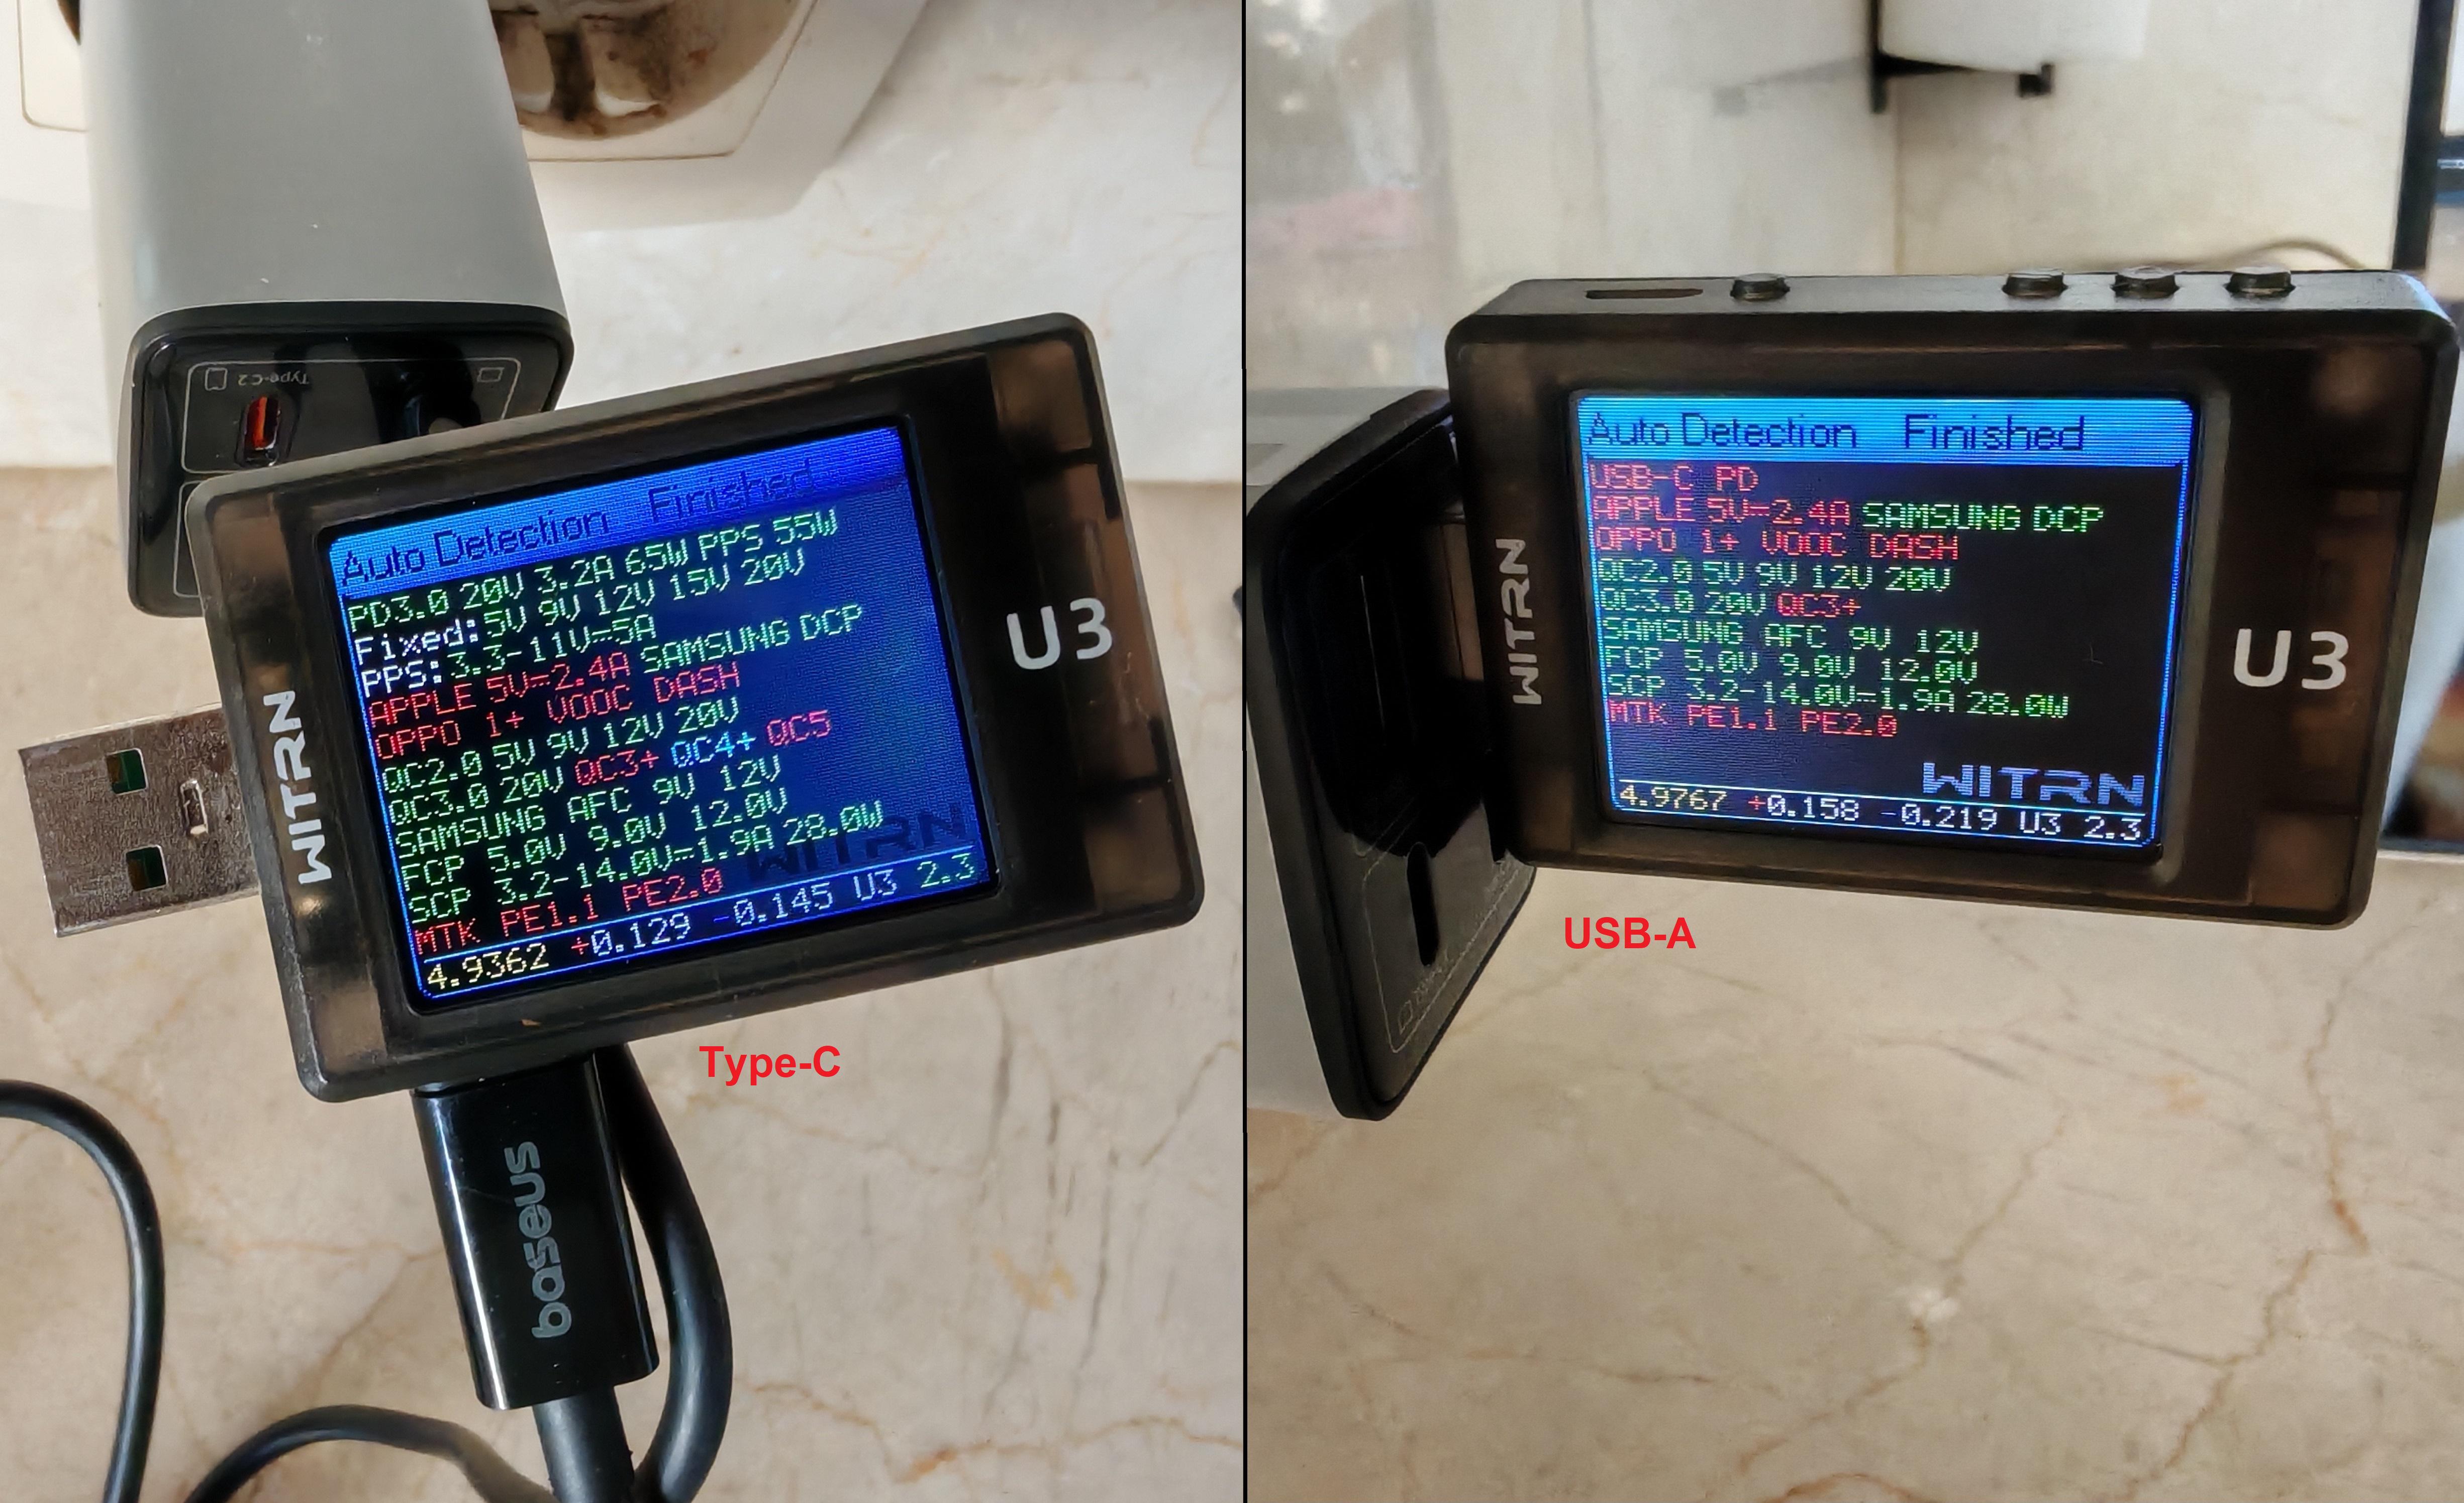 Type-C 2
Auto Detection Finished
PD3.0 20V 3.2A 65W PPS 55W
Fixed:5V 9V 12V 15V 20V
PPS:3.3-11V=5A
APPLE 5V=2.4A SAMSUNG DCP
OPPO 1+ VOOC DASH
QC2.0 5V 9V 12V 20V
QC3.0 20V QC3+ QC4+ QC5
SAMSUNG AFC 9V 12V
FCP 5.0V 9.0V 12.0V
SCP 3.2-14.0V=1.9A 28.0W
MTK PE1.1 PE2.0
WITRN
4.9362 +0.129 -0.145 U3 2.3
WITRN
U3
Type-C
baseus
Auto Detection Finished
USB-C PD
APPLE 5V=2.4A SAMSUNG DCP
OPPO 1+ VOOC DASH
QC2.0 5V 9V 12V 20V
QC3.0 20V QC3+
SAMSUNG AFC 9V 12V
FCP 5.0V 9.0V 12.0V
SCP 3.2-14.0V=1.9A 28.0W
MTK PE1.1 PE2.0
WITRN
4.9767 +0.158 -0.219 U3 2.3
WITRN
U3
USB-A